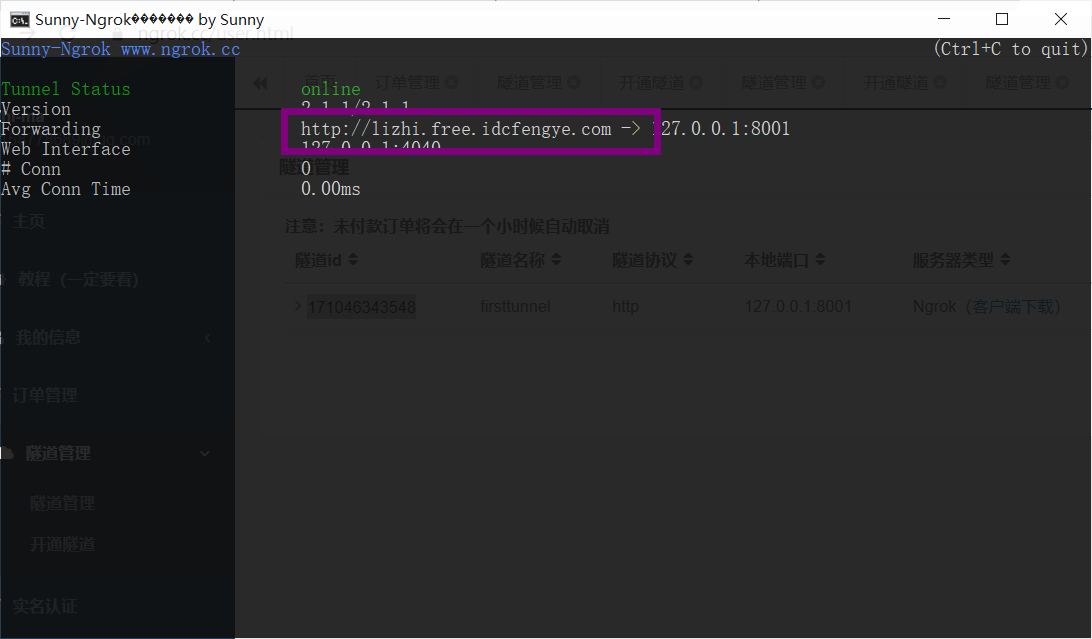 Sunny-Ngrok������� by Sunny
ngrok.cc/user.html
Sunny-Ngrok www.ngrok.cc (Ctrl+C to quit)
首页 订单管理 隧道管理 开通隧道 隧道管理 开通隧道 隧道管理
Tunnel Status online
Version 2.1.1/2.1.1
Forwarding http://lizhi.free.idcfengye.com -> 127.0.0.1:8001
Web Interface 127.0.0.1:4040
# Conn 0
Avg Conn Time 0.00ms
隧道管理
注意：未付款订单将会在一个小时候自动取消
隧道id 隧道名称 隧道协议 本地端口 服务器类型
171046343548 firsttunnel http 127.0.0.1:8001 Ngrok（客户端下载）
主页
教程（一定要看）
我的信息
订单管理
隧道管理
隧道管理
开通隧道
实名认证